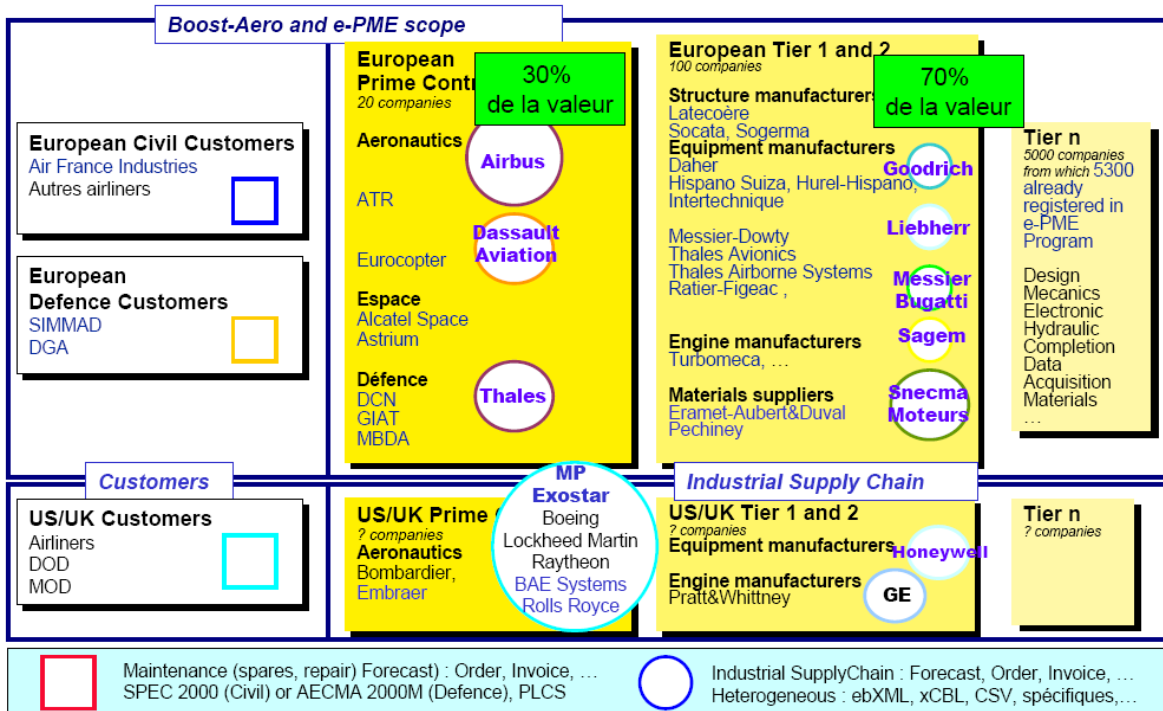 Boost-Aero and e-PME scope
European Civil Customers
Air France Industries
Autres airliners
European
Defence Customers
SIMMAD
DGA
European
Prime Contr
20 companies
30%
de la valeur
Aeronautics
Airbus
ATR
Dassault
Aviation
Eurocopter
Espace
Alcatel Space
Astrium
Défence
DCN
GIAT
MBDA
Thales
European Tier 1 and 2
100 companies
70%
de la valeur
Structure manufacturers
Latecoère
Socata, Sogerma
Equipment manufacturers
Daher
Hispano Suiza, Hurel-Hispano,
Intertechnique
Goodrich
Liebherr
Messier-Dowty
Thales Avionics
Thales Airborne Systems
Ratier-Figeac ,
Messier
Bugatti
Engine manufacturers
Turbomeca, …
Sagem
Materials suppliers
Eramet-Aubert&Duval
Pechiney
Snecma
Moteurs
Tier n
5000 companies
from which 5300
already
registered in
e-PME
Program
Design
Mecanics
Electronic
Hydraulic
Completion
Data
Acquisition
Materials
…
Customers
Industrial Supply Chain
US/UK Customers
Airliners
DOD
MOD
US/UK Prime
? companies
Aeronautics
Bombardier,
Embraer
MP
Exostar
Boeing
Lockheed Martin
Raytheon
BAE Systems
Rolls Royce
US/UK Tier 1 and 2
? companies
Equipment manufacturers
Honeywell
Engine manufacturers
Pratt&Whittney
GE
Tier n
? companies
Maintenance (spares, repair) Forecast) : Order, Invoice, …
SPEC 2000 (Civil) or AECMA 2000M (Defence), PLCS
Industrial SupplyChain : Forecast, Order, Invoice, …
Heterogeneous : ebXML, xCBL, CSV, spécifiques,…